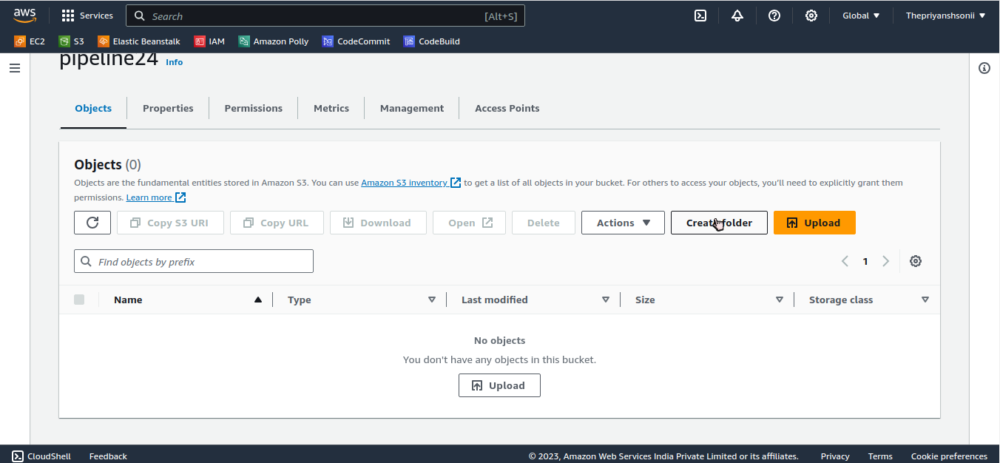 aws Services Search [Alt+S] Global Thepriyanshsonii
EC2 S3 Elastic Beanstalk IAM Amazon Polly CodeCommit CodeBuild
pipeline24 Info
Objects Properties Permissions Metrics Management Access Points
Objects (0)
Objects are the fundamental entities stored in Amazon S3. You can use Amazon S3 inventory to get a list of all objects in your bucket. For others to access your objects, you'll need to explicitly grant them
permissions. Learn more
Copy S3 URI Copy URL Download Open Delete Actions Create folder Upload
Find objects by prefix 1
Name Type Last modified Size Storage class
No objects
You don't have any objects in this bucket.
Upload
CloudShell Feedback © 2023, Amazon Web Services India Private Limited or its affiliates. Privacy Terms Cookie preferences